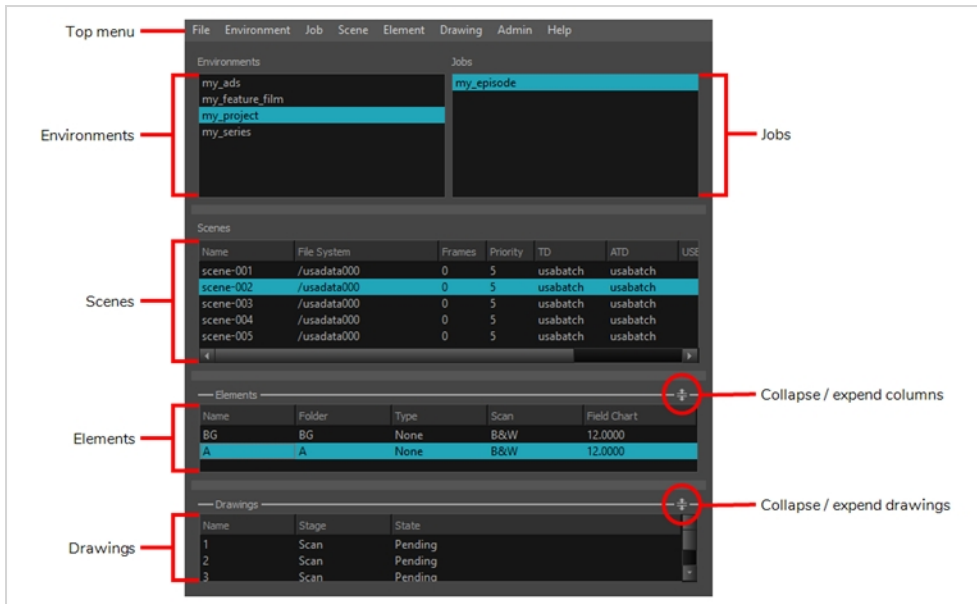 Top menu
File Environment Job Scene Element Drawing Admin Help
Environments Jobs
my_ads my_episode
my_feature_film
my_project
my_series
Environments
Jobs
Scenes
Name File System Frames Priority TD ATD USE
scene-001 /usadata000 0 5 usabatch usabatch
scene-002 /usadata000 0 5 usabatch usabatch
scene-003 /usadata000 0 5 usabatch usabatch
scene-004 /usadata000 0 5 usabatch usabatch
scene-005 /usadata000 0 5 usabatch usabatch
Scenes
Elements
Collapse / expend columns
Name Folder Type Scan Field Chart
BG BG None B&W 12.0000
A A None B&W 12.0000
Elements
Drawings
Collapse / expend drawings
Name Stage State
1 Scan Pending
2 Scan Pending
3 Scan Pending
Drawings